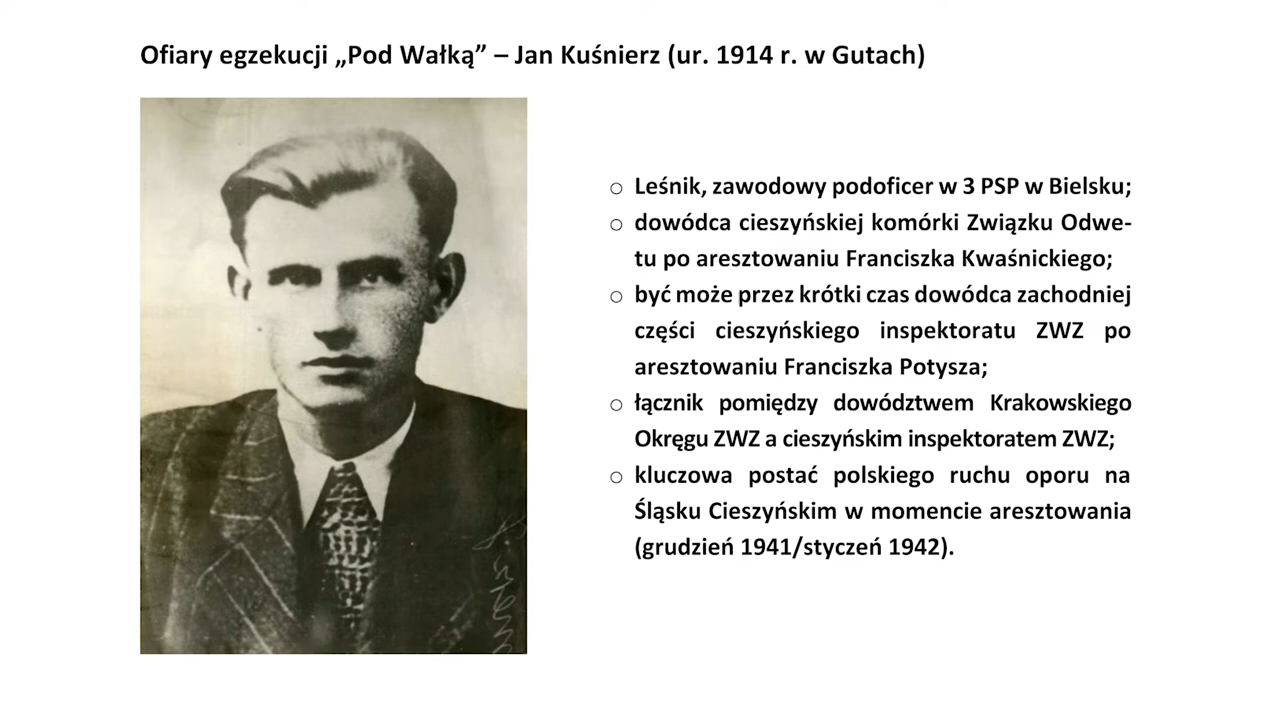 Ofiary egzekucji „Pod Wałką” – Jan Kuśnierz (ur. 1914 r. w Gutach)
○ Leśnik, zawodowy podoficer w 3 PSP w Bielsku;
○ dowódca cieszyńskiej komórki Związku Odwe-
tu po aresztowaniu Franciszka Kwaśnickiego;
○ być może przez krótki czas dowódca zachodniej
części cieszyńskiego inspektoratu ZWZ po
aresztowaniu Franciszka Potysza;
○ łącznik pomiędzy dowództwem Krakowskiego
Okręgu ZWZ a cieszyńskim inspektoratem ZWZ;
○ kluczowa postać polskiego ruchu oporu na
Śląsku Cieszyńskim w momencie aresztowania
(grudzień 1941/styczeń 1942).